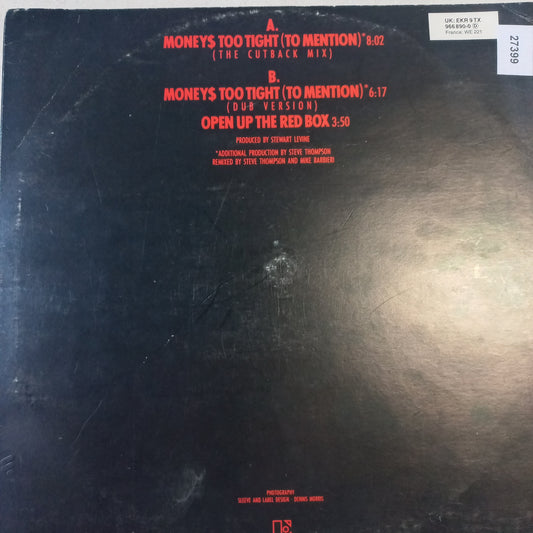 A.
MONEY$ TOO TIGHT (TO MENTION)*8:02
(THE CUTBACK MIX)
B.
MONEY$ TOO TIGHT (TO MENTION)*6:17
(DUB VERSION)
OPEN UP THE RED BOX 3:50
PRODUCED BY STEWART LEVINE
*ADDITIONAL PRODUCTION BY STEVE THOMPSON
REMIXED BY STEVE THOMPSON AND MIKE BARBIERI
UK: EKR 9 TX
966 890-0 D
France: WE 221
27399
PHOTOGRAPHY
SLEEVE AND LABEL DESIGN · DENNIS MORRIS